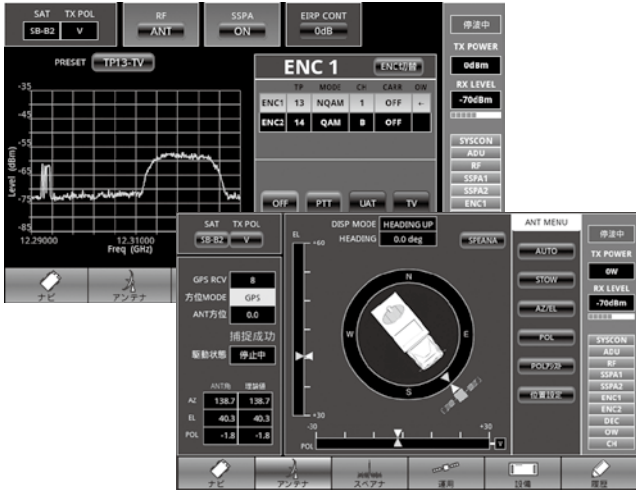 SAT TX POL
SB-B2 V
RF
ANT
SSPA
ON
EIRP CONT
0dB
停波中
TX POWER
0dBm
RX LEVEL
-70dBm
PRESET TP13-TV
-35
-45
-55
-65
-75
-85
Level (dBm)
12.29000 12.31000
Freq (GHz)
ENC 1 ENC切替
TP MODE CH CARR OW
ENC1 13 NQAM 1 OFF
ENC2 14 QAM B OFF
OFF PTT UAT TV
SYSCON
ADU
RF
SSPA1
SSPA2
ENC1
ナビ
アンテナ
SAT TX POL
SB-B2 V
GPS RCV 8
方位MODE GPS
ANT方位 0.0
捕捉成功
駆動状態 停止中
ANT角 理論値
AZ 138.7 138.7
EL 40.3 40.3
POL -1.8 -1.8
DISP MODE HEADING UP
HEADING 0.0 deg
SPEANA
EL
+60
+30
N
W
E
S
-30
+30
POL
V
ANT MENU
AUTO
STOW
AZ/EL
POL
POLアシスト
位置設定
停波中
TX POWER
0W
RX LEVEL
-70dBm
SYSCON
ADU
RF
SSPA1
SSPA2
ENC1
ENC2
DEC
OW
CH
ナビ
アンテナ
スペアナ
運用
設備
履歴